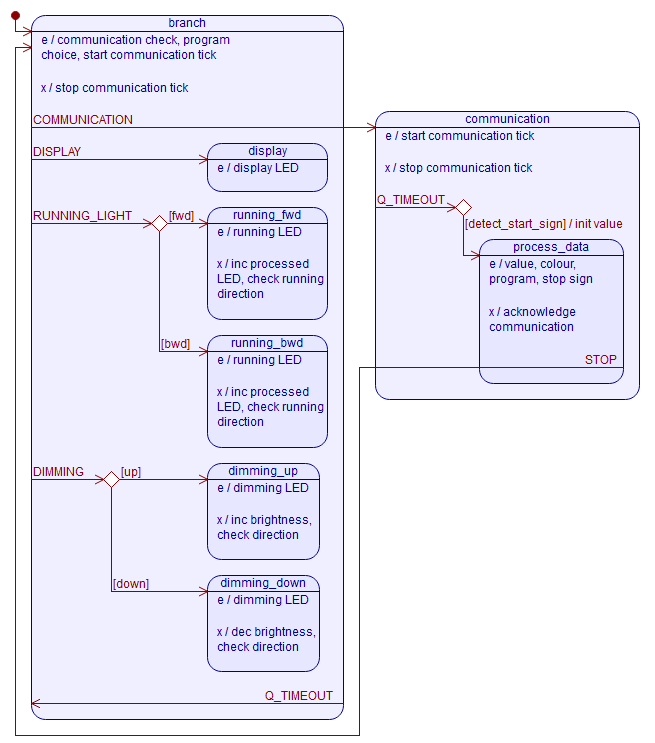 branch
e / communication check, program
choice, start communication tick
x / stop communication tick
COMMUNICATION
DISPLAY
display
e / display LED
RUNNING_LIGHT
[fwd]
running_fwd
e / running LED
x / inc processed
LED, check running
direction
[bwd]
running_bwd
e / running LED
x / inc processed
LED, check running
direction
DIMMING
[up]
dimming_up
e / dimming LED
x / inc brightness,
check direction
[down]
dimming_down
e / dimming LED
x / dec brightness,
check direction
Q_TIMEOUT
communication
e / start communication tick
x / stop communication tick
Q_TIMEOUT
[detect_start_sign] / init value
process_data
e / value, colour,
program, stop sign
x / acknowledge
communication
STOP